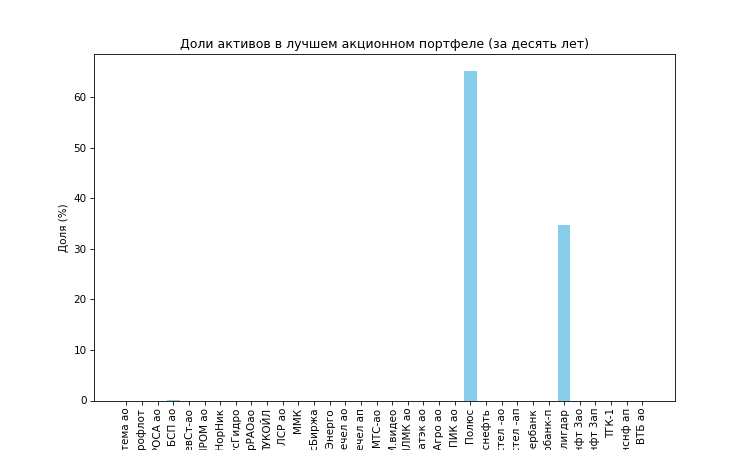 Доли активов в лучшем акционном портфеле (за десять лет)
Доля (%)
60
50
40
30
20
10
0
тема ао
рофлот
РОСА ао
БСП ао
евСт-ао
ПРОМ ао
НорНик
сГидро
рРАОао
ЛУКОЙЛ
ЛСР ао
ММК
сБиржа
Энерго
ечел ао
ечел ап
МТС-ао
М.видео
ЛМК ао
атэк ао
Агро ао
ПИК ао
Полюс
снефть
стел -ао
стел -ап
ербанк
рбанк-п
лигдар
нфт 3ао
нфт 3ап
ТГК-1
нснф ап
ВТБ ао